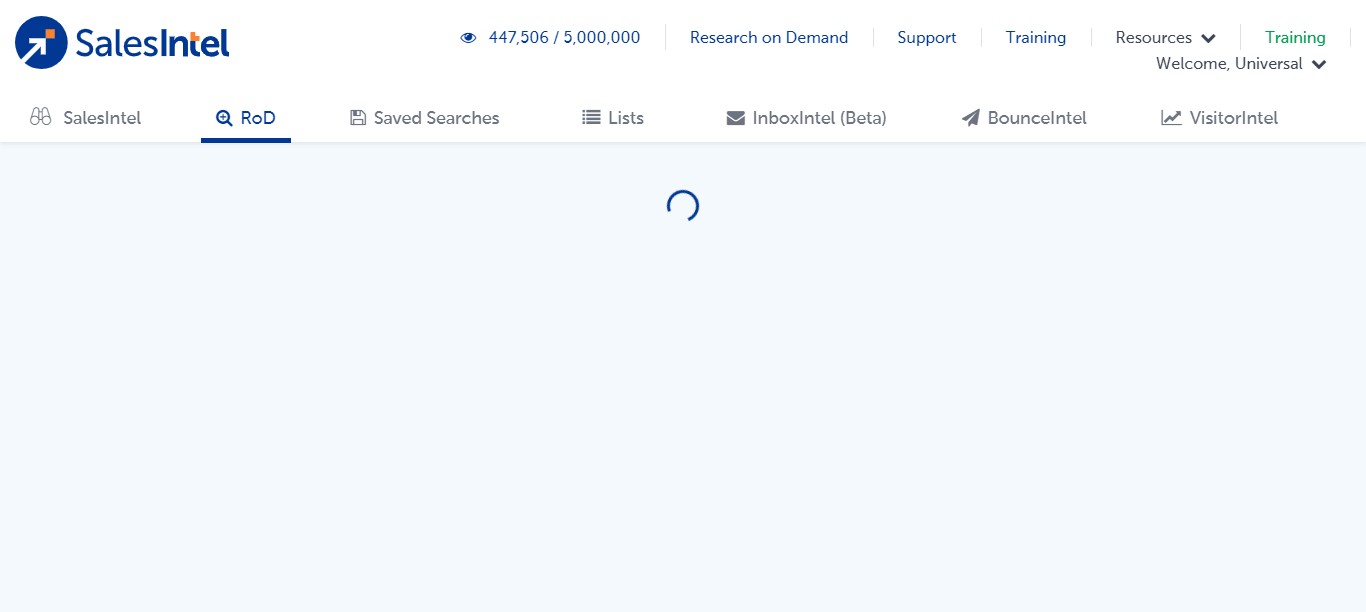 SalesIntel
447,506 / 5,000,000
Research on Demand
Support
Training
Resources
Training
Welcome, Universal
SalesIntel
RoD
Saved Searches
Lists
InboxIntel (Beta)
BounceIntel
VisitorIntel